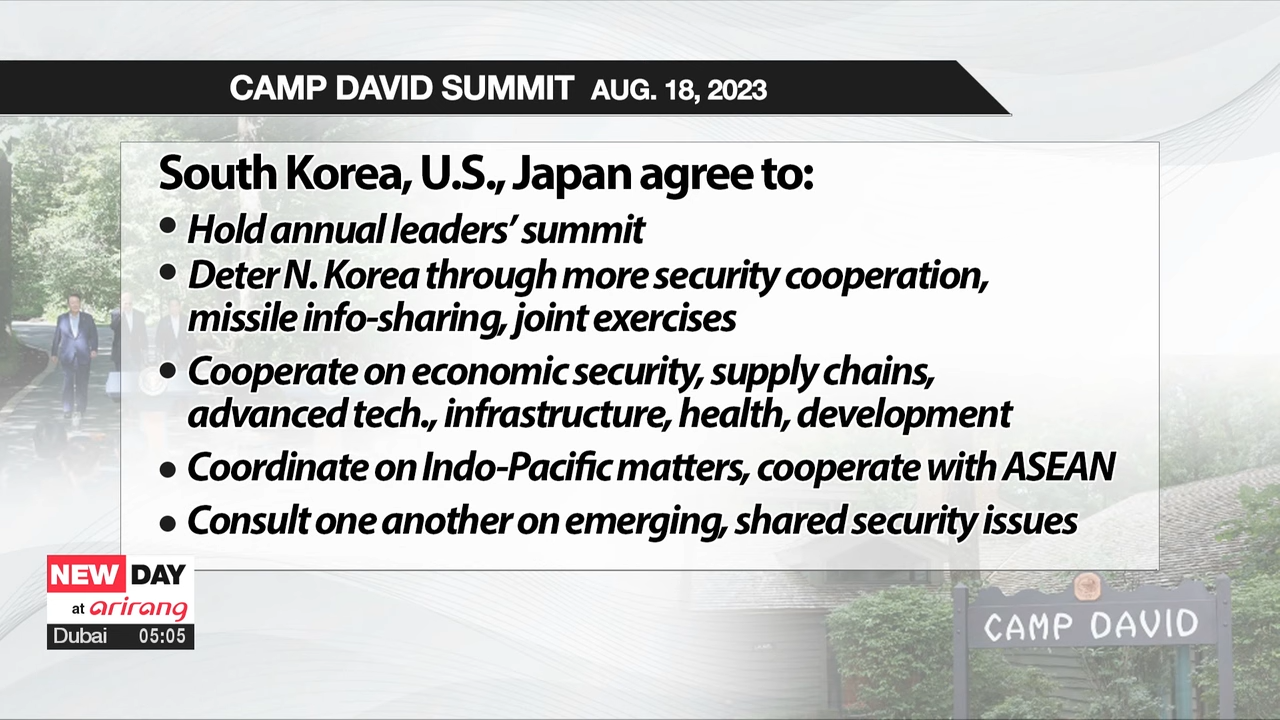 CAMP DAVID SUMMIT AUG. 18, 2023
South Korea, U.S., Japan agree to:
• Hold annual leaders’ summit
• Deter N. Korea through more security cooperation,
missile info-sharing, joint exercises
• Cooperate on economic security, supply chains,
advanced tech., infrastructure, health, development
• Coordinate on Indo-Pacific matters, cooperate with ASEAN
• Consult one another on emerging, shared security issues
NEW DAY
at arirang
Dubai 05:05
CAMP DAVID